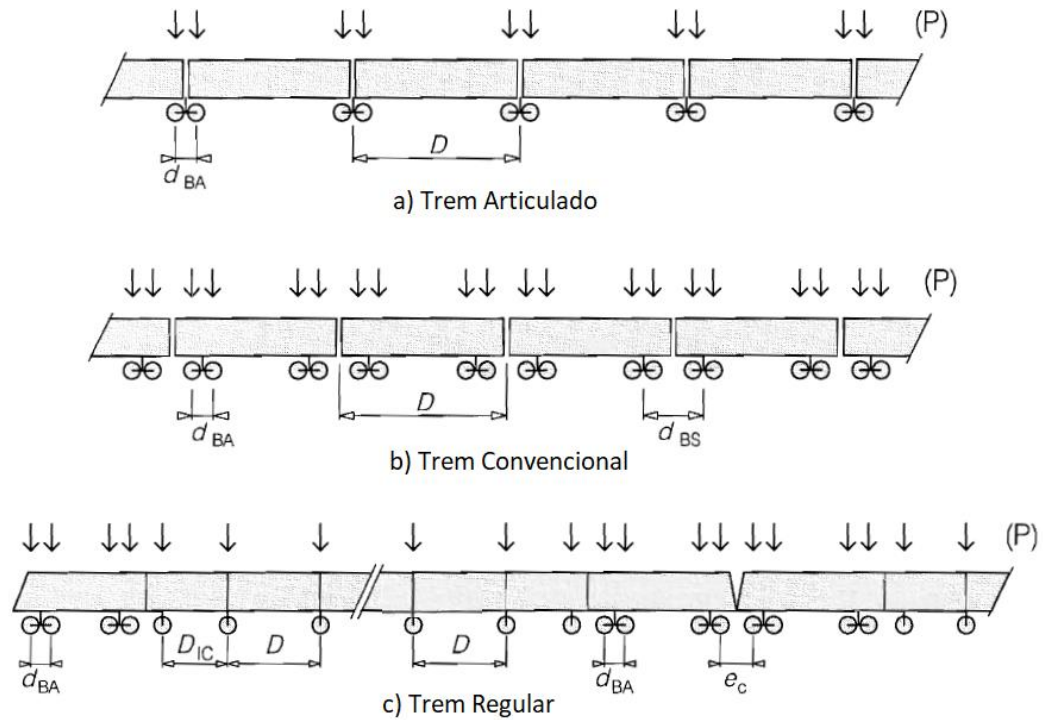 (P)
D
d BA
a) Trem Articulado
(P)
D
d BA
d BS
b) Trem Convencional
(P)
D IC
D
D
d BA
d BA
e c
c) Trem Regular